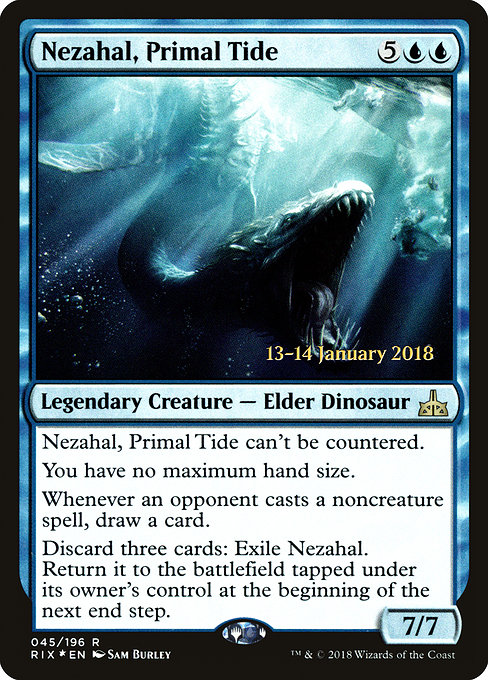 Nezahal, Primal Tide 5
13–14 January 2018
Legendary Creature — Elder Dinosaur
Nezahal, Primal Tide can't be countered.
You have no maximum hand size.
Whenever an opponent casts a noncreature
spell, draw a card.
Discard three cards: Exile Nezahal.
Return it to the battlefield tapped under
its owner's control at the beginning of the
next end step.
7/7
045/196 R
RIX★EN Sam Burley
™ & © 2018 Wizards of the Coast